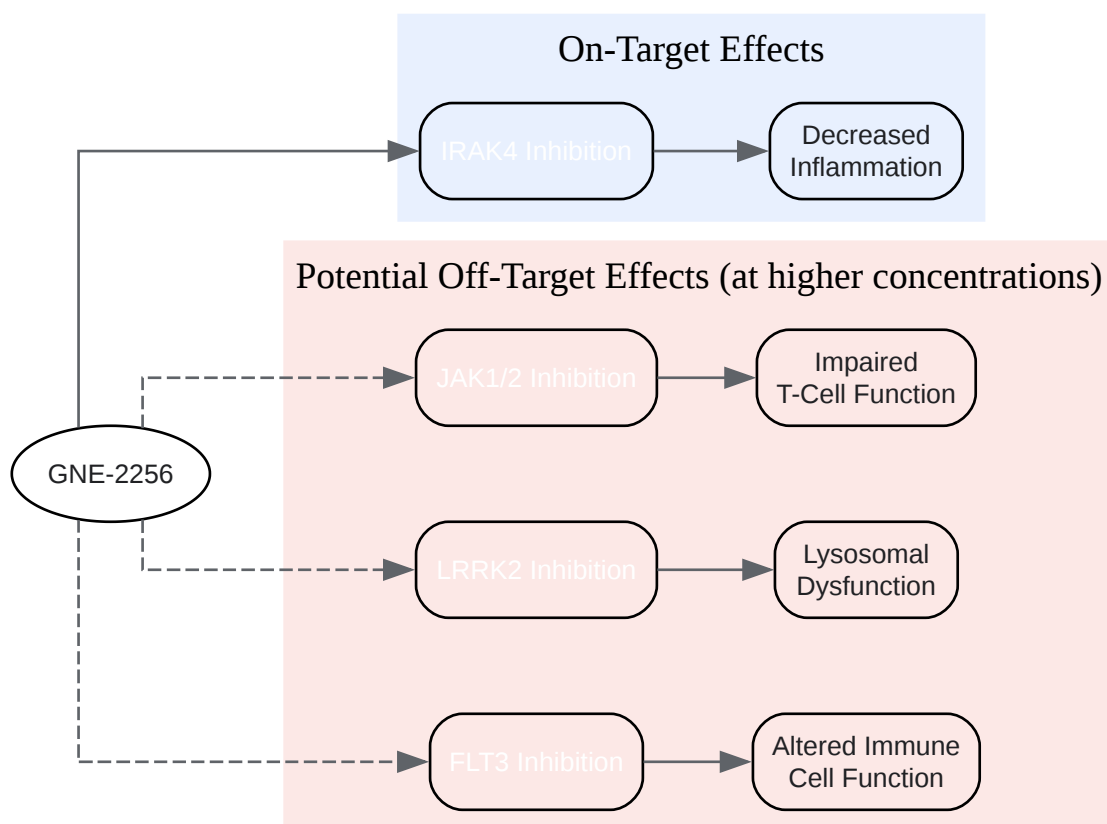 On-Target Effects
IRAK4 Inhibition
Decreased
Inflammation
Potential Off-Target Effects (at higher concentrations)
JAK1/2 Inhibition
Impaired
T-Cell Function
GNE-2256
LRRK2 Inhibition
Lysosomal
Dysfunction
FLT3 Inhibition
Altered Immune
Cell Function